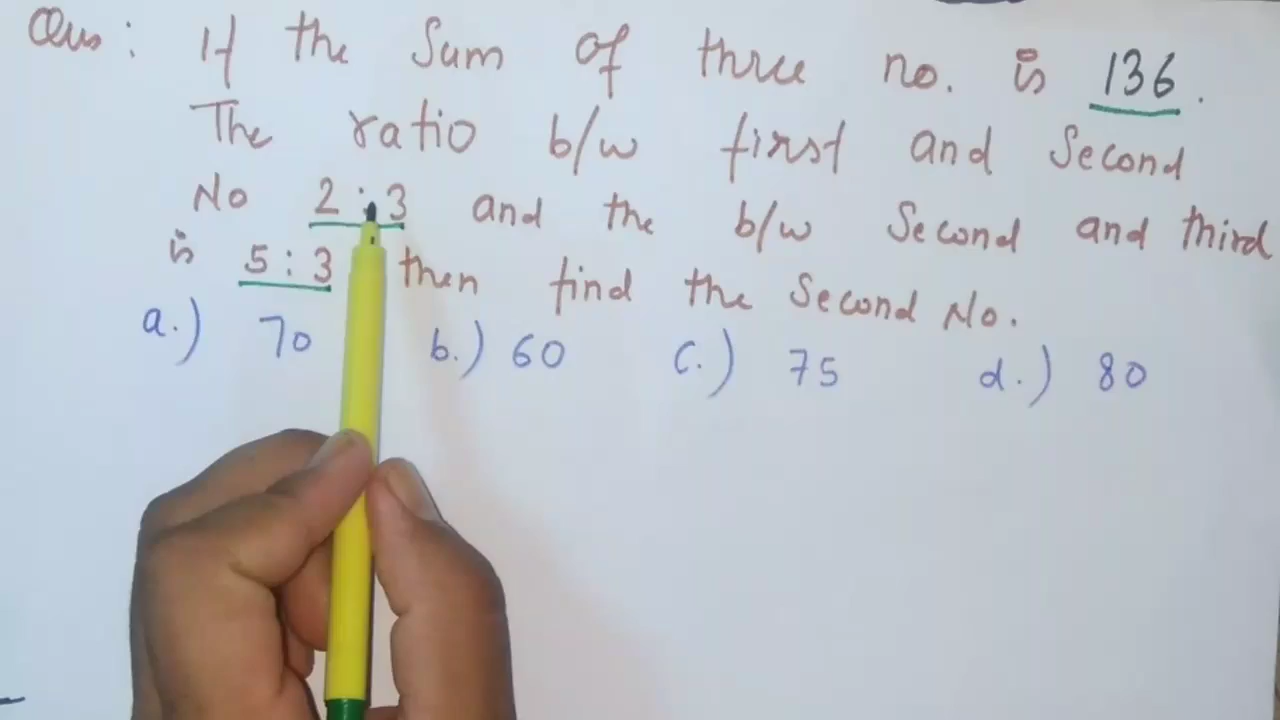 Ques: If the Sum of three no. is 136.
The ratio b/w first and Second
No 2:3 and the b/w Second and third
is 5:3 then find the Second No.
a.) 70 b.) 60 c.) 75 d.) 80